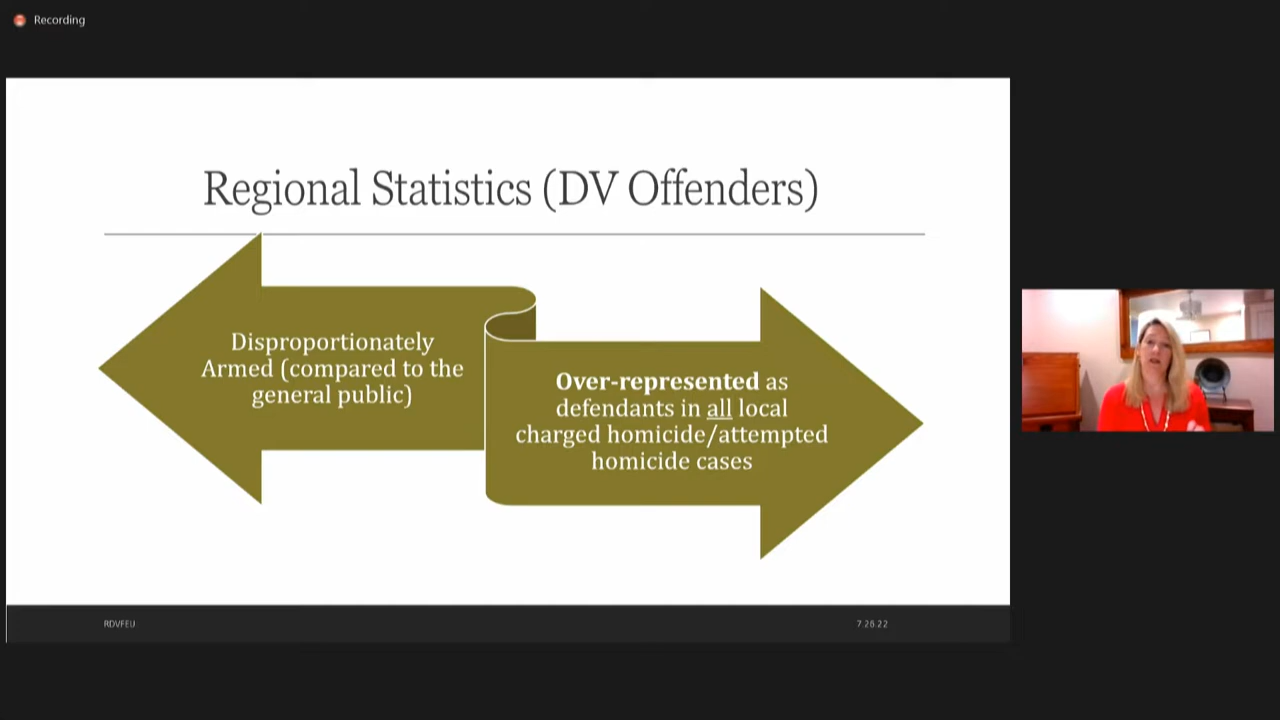 Recording
Regional Statistics (DV Offenders)
Disproportionately
Armed (compared to the
general public)
Over-represented as
defendants in all local
charged homicide/attempted
homicide cases
RDVFEU
7.26.22